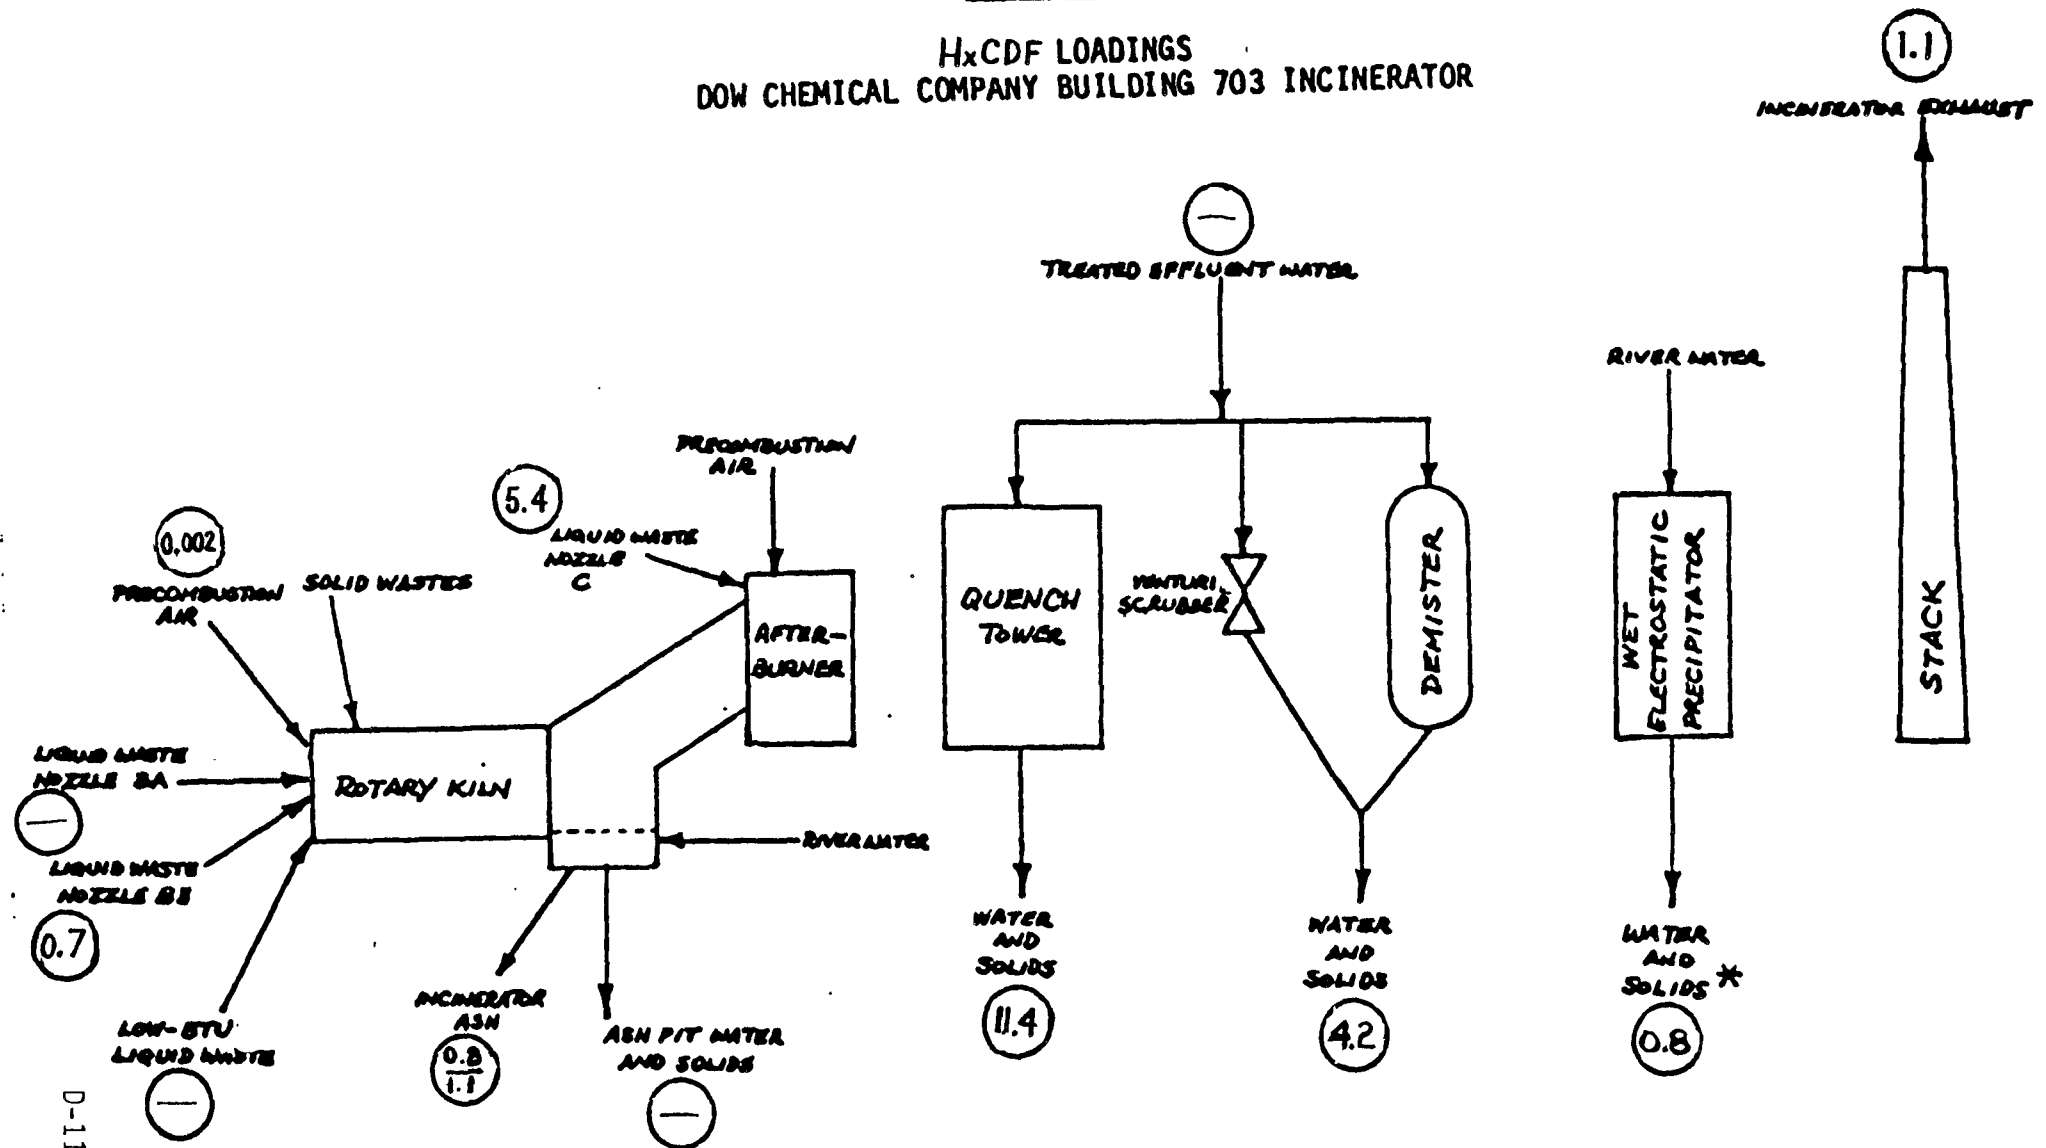 HxCDF LOADINGS
DOW CHEMICAL COMPANY BUILDING 703 INCINERATOR
1.1
INCINERATOR EXHAUST
—
TREATED EFFLUENT WATER
RIVER WATER
PRECOMBUSTION
AIR
5.4
LIQUID WASTE
NOZZLE
C
0.002
PRECOMBUSTION
AIR
SOLID WASTES
AFTER-
BURNER
QUENCH
TOWER
VENTURI
SCRUBBER
DEMISTER
WET
ELECTROSTATIC
PRECIPITATOR
STACK
LIQUID WASTE
NOZZLE BA
—
ROTARY KILN
RIVER WATER
LIQUID WASTE
NOZZLE BB
0.7
LOW-BTU
LIQUID WASTE
—
INCINERATOR
ASH
0.8
1.1
ASH PIT WATER
AND SOLIDS
—
WATER
AND
SOLIDS
11.4
WATER
AND
SOLIDS
4.2
WATER
AND
SOLIDS *
0.8
D-11